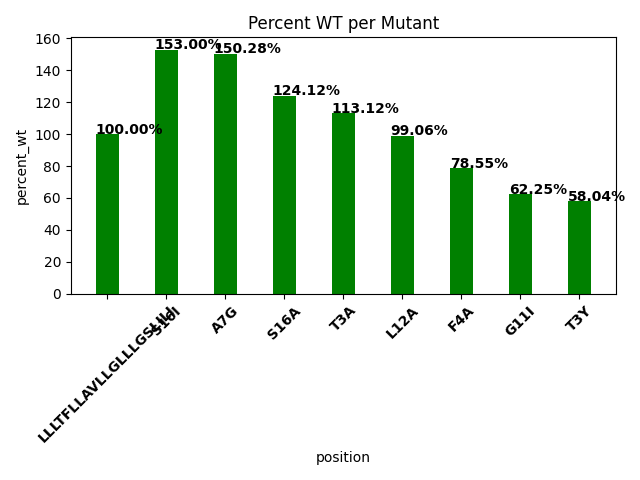 Percent WT per Mutant
160
140
120
100
80
60
40
20
0
percent_wt
100.00%
153.00%
150.28%
124.12%
113.12%
99.06%
78.55%
62.25%
58.04%
S16I
A7G
S16A
T3A
L12A
F4A
G11I
T3Y
position